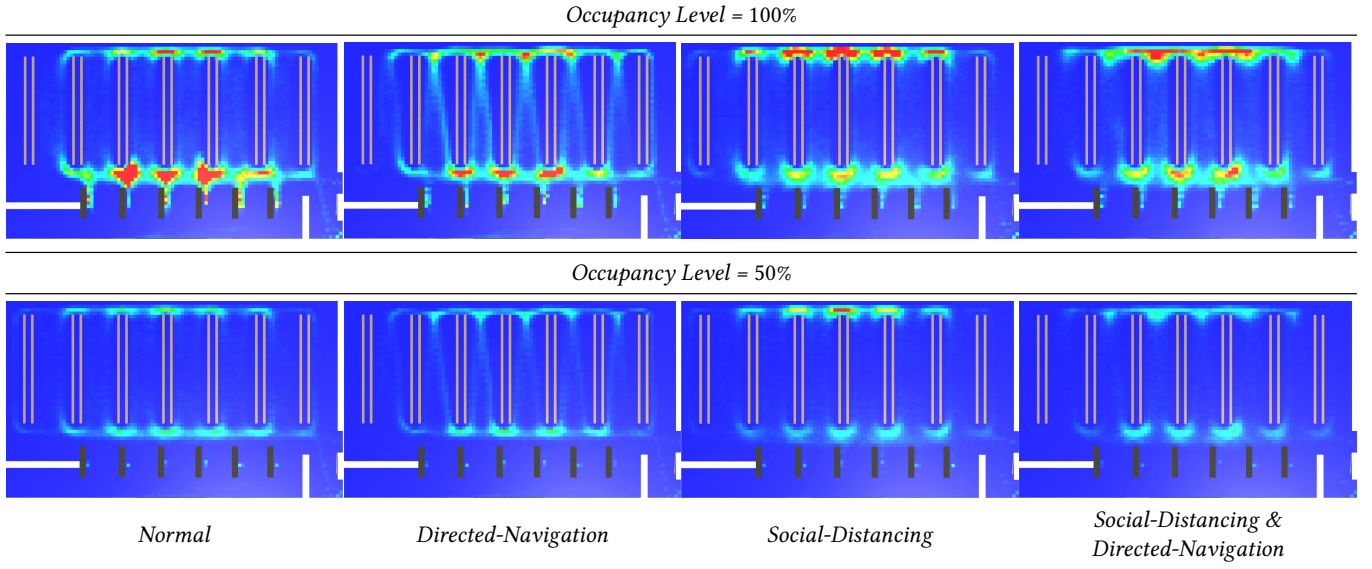 Occupancy Level = 100%
Occupancy Level = 50%
Normal
Directed-Navigation
Social-Distancing
Social-Distancing &
Directed-Navigation